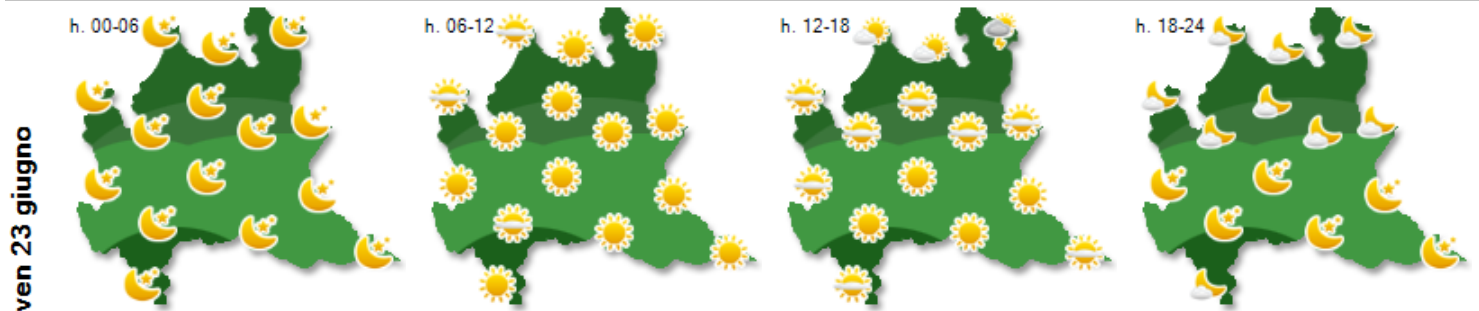 h. 00-06
h. 06-12
h. 12-18
h. 18-24
ven 23 giugno